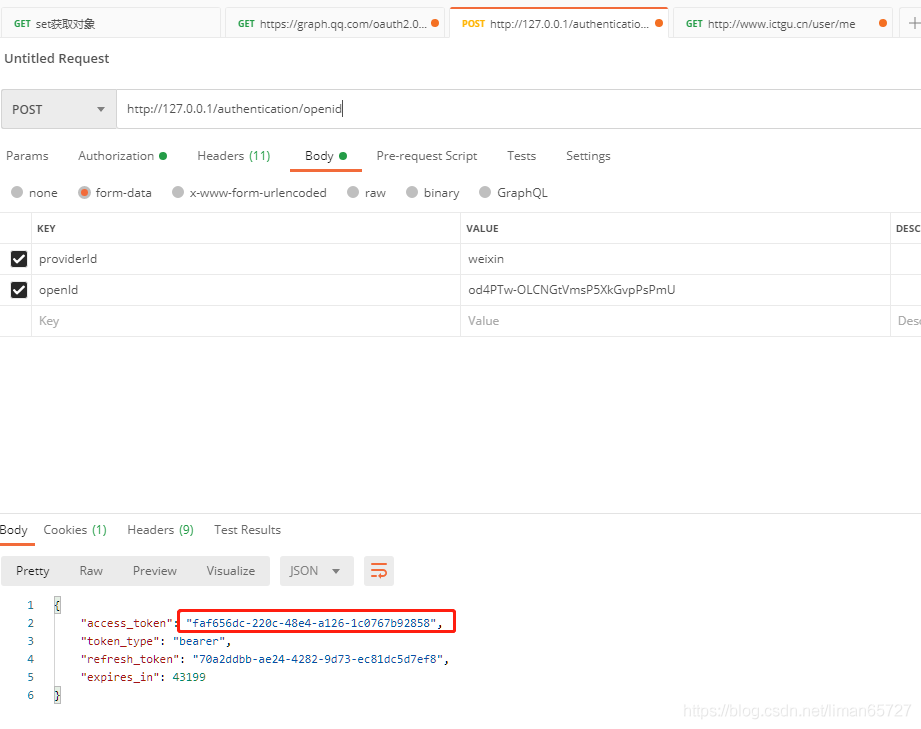 GET set获取对象 GET https://graph.qq.com/oauth2.0... POST http://127.0.0.1/authenticatio... GET http://www.ictgu.cn/user/me +
Untitled Request
POST http://127.0.0.1/authentication/openid
Params Authorization Headers (11) Body Pre-request Script Tests Settings
none form-data x-www-form-urlencoded raw binary GraphQL
KEY VALUE DESC
providerId weixin
openId od4PTw-OLCNGtVmsP5XkGvpPsPmU
Key Value Desc
Body Cookies (1) Headers (9) Test Results
Pretty Raw Preview Visualize JSON
1 {
2 "access_token": "faf656dc-220c-48e4-a126-1c0767b92858",
3 "token_type": "bearer",
4 "refresh_token": "70a2ddbb-ae24-4282-9d73-ec81dc5d7ef8",
5 "expires_in": 43199
6 }
https://blog.csdn.net/liman65727